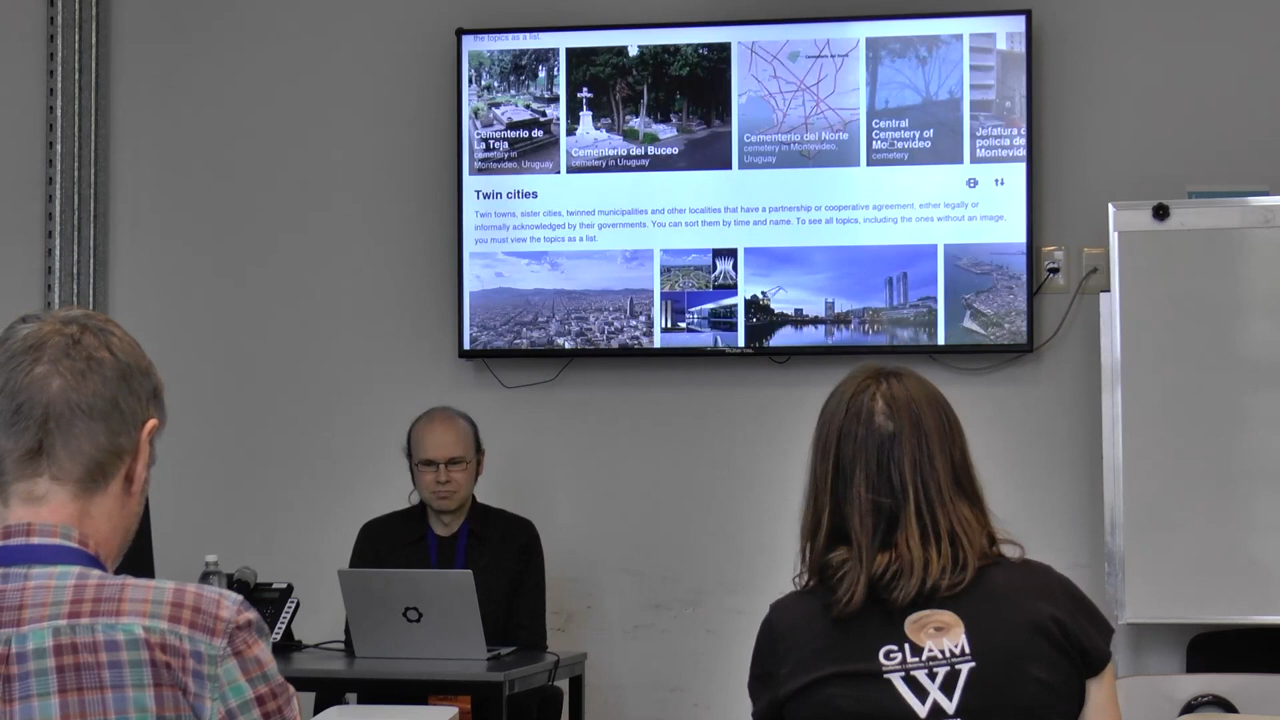 the topics as a list.
Cementerio de
La Teja
cemetery in
Montevideo, Uruguay
Cementerio del Buceo
cemetery in Uruguay
Cementerio del Norte
Cementerio del Norte
cemetery in Montevideo,
Uruguay
Central
Cemetery of
Montevideo
cemetery
Jefatura d
policía de
Montevid
Twin cities
Twin towns, sister cities, twinned municipalities and other localities that have a partnership or cooperative agreement, either legally or
informally acknowledged by their governments. You can sort them by time and name. To see all topics, including the ones without an image,
you must view the topics as a list.
GLAM
W